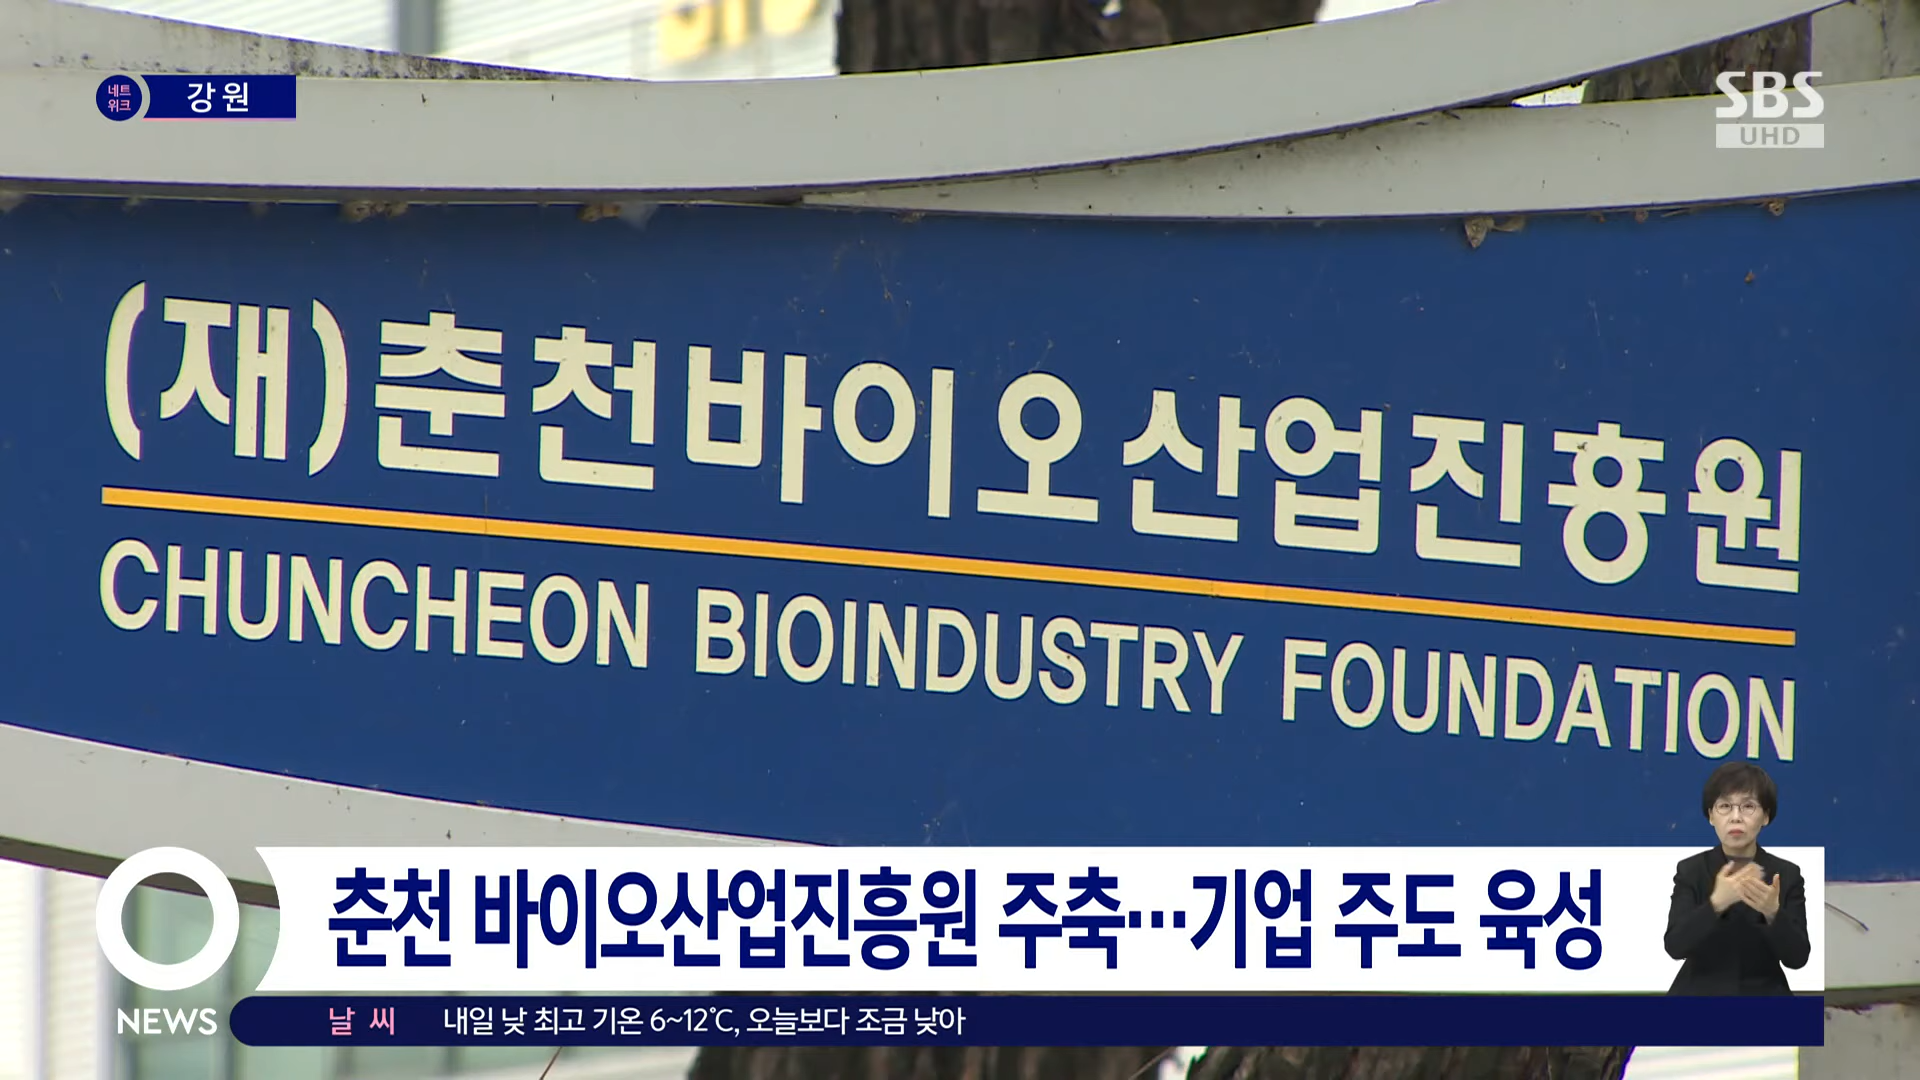 네트
위크
강원
SBS
UHD
(재)춘천바이오산업진흥원
CHUNCHEON BIOINDUSTRY FOUNDATION
춘천 바이오산업진흥원 주축…기업 주도 육성
NEWS
날씨 내일 낮 최고 기온 6~12℃, 오늘보다 조금 낮아